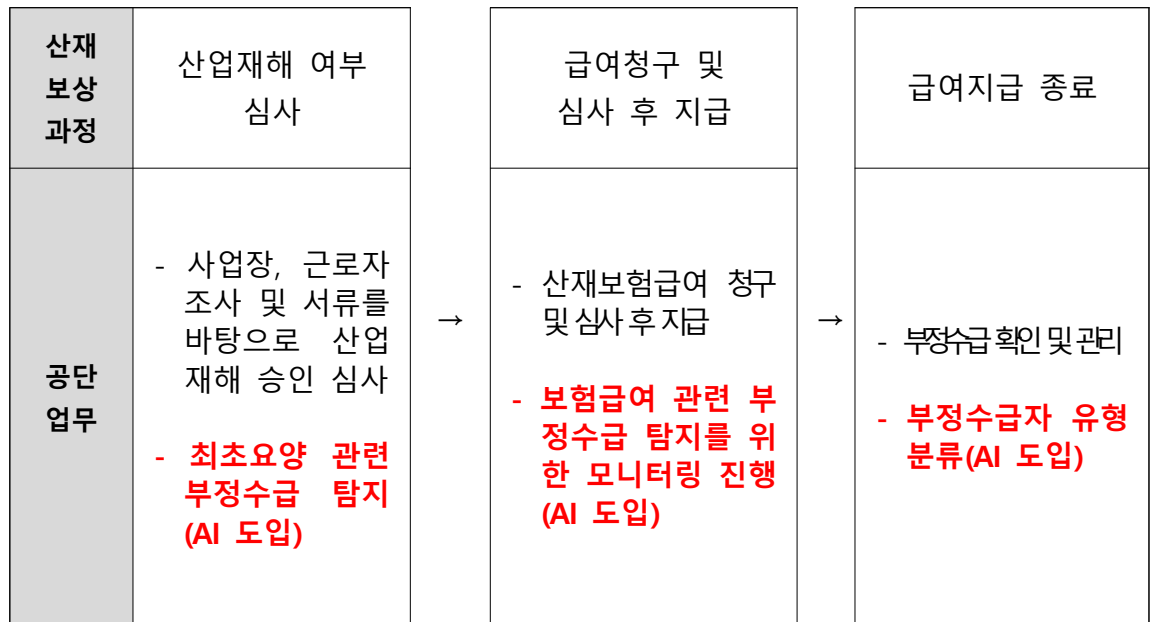 산재
보상
과정
산업재해 여부
심사
급여청구 및
심사 후 지급
급여지급 종료
공단
업무
- 사업장, 근로자
조사 및 서류를
바탕으로 산업
재해 승인 심사
- 최초요양 관련
부정수급 탐지
(AI 도입)
→
- 산재보험급여 청구
및 심사 후 지급
- 보험급여 관련 부
정수급 탐지를 위
한 모니터링 진행
(AI 도입)
→
- 부정수급 확인 및 관리
- 부정수급자 유형
분류(AI 도입)